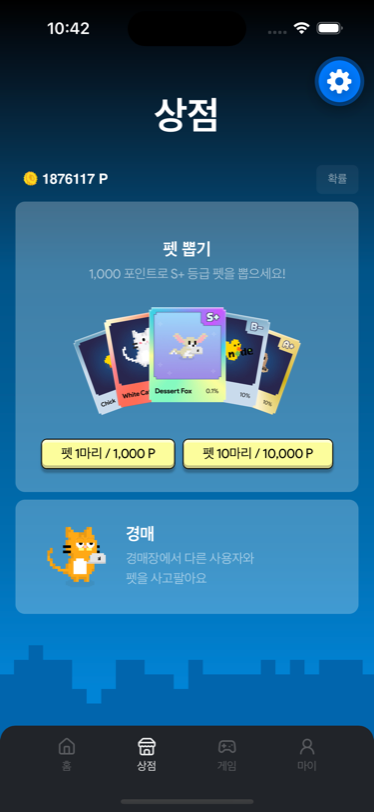 10:42
상점
1876117 P
확률
펫 뽑기
1,000 포인트로 S+ 등급 펫을 뽑으세요!
S+
B-
A+
Chick
White Ca
Dessert Fox
0.1%
10%
10%
펫 1마리 / 1,000 P
펫 10마리 / 10,000 P
경매
경매장에서 다른 사용자와
펫을 사고팔아요
홈
상점
게임
마이